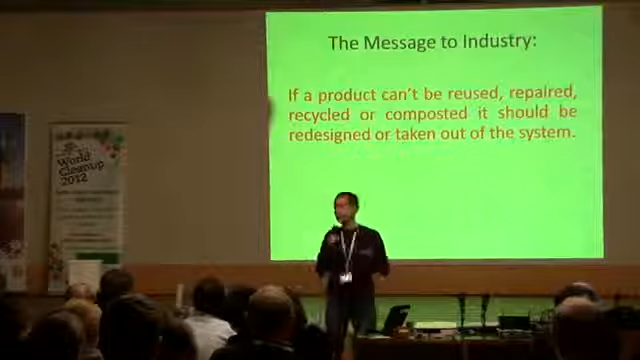 The Message to Industry:
If a product can't be reused, repaired,
recycled or composted it should be
redesigned or taken out of the system.
World
Cleanup
2012